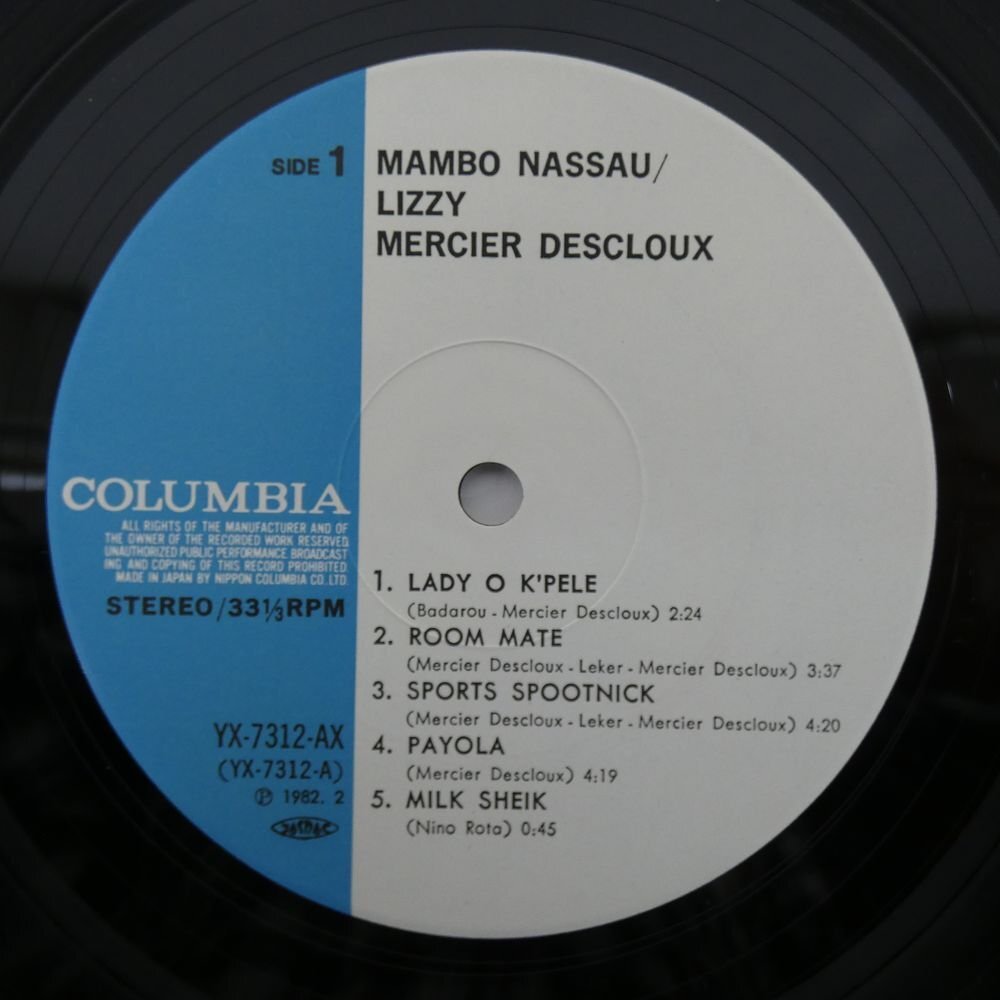 SIDE 1
MAMBO NASSAU/
LIZZY
MERCIER DESCLOUX
COLUMBIA
ALL RIGHTS OF THE MANUFACTURER AND OF
THE OWNER OF THE RECORDED WORK RESERVED
UNAUTHORIZED PUBLIC PERFORMANCE BROADCAST
ING AND COPYING OF THIS RECORD PROHIBITED
MADE IN JAPAN BY NIPPON COLUMBIA CO. LTD.
STEREO/33⅓RPM
YX-7312-AX
(YX-7312-A)
Ⓟ 1982. 2
JASRAC
1. LADY O K'PELE
(Badarou - Mercier Descloux) 2:24
2. ROOM MATE
(Mercier Descloux - Leker - Mercier Descloux) 3:37
3. SPORTS SPOOTNICK
(Mercier Descloux - Leker - Mercier Descloux) 4:20
4. PAYOLA
(Mercier Descloux) 4:19
5. MILK SHEIK
(Nino Rota) 0:45